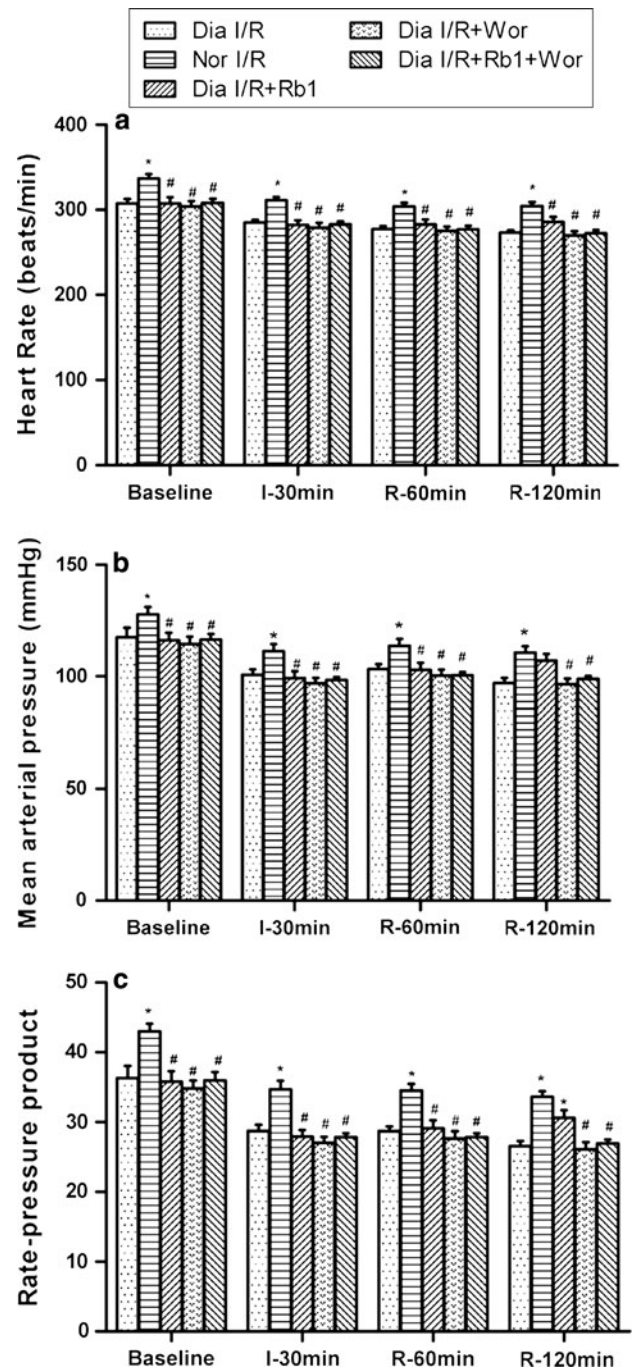 Dia I/R Dia I/R+Wor
Nor I/R Dia I/R+Rb1+Wor
Dia I/R+Rb1
a
Heart Rate (beats/min)
400
300
200
100
0
* # # #
* # # #
* # # #
* # # #
Baseline I-30min R-60min R-120min
b
Mean arterial pressure (mmHg)
150
100
50
0
* # # #
* # # #
* # # #
* # #
Baseline I-30min R-60min R-120min
c
Rate-pressure product
50
40
30
20
10
0
* # # #
* # # #
* # # #
* * # #
Baseline I-30min R-60min R-120min